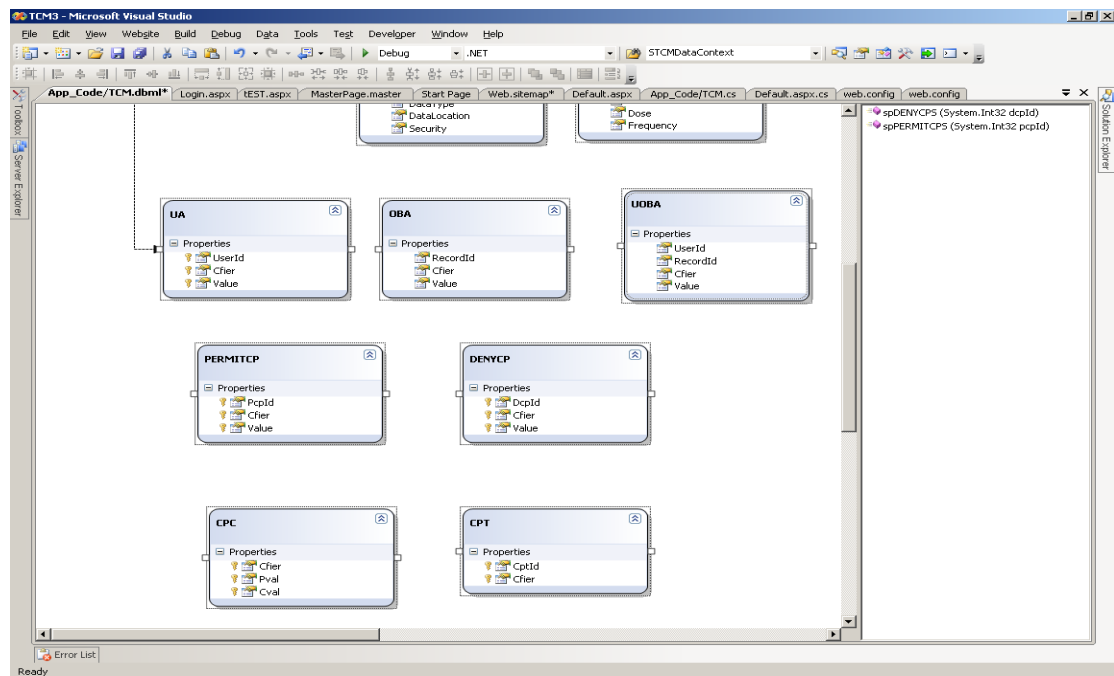 TCM3 - Microsoft Visual Studio
File Edit View Website Build Debug Data Tools Test Developer Window Help
Debug .NET STCMDataContext
App_Code/TCM.dbml* Login.aspx tEST.aspx MasterPage.master Start Page Web.sitemap* Default.aspx App_Code/TCM.cs Default.aspx.cs web.config web.config
Toolbox
Server Explorer
Solution Explorer
DataType
DataLocation
Security
Dose
Frequency
spDENYCPS (System.Int32 dcpId)
spPERMITCPS (System.Int32 pcpId)
UA
Properties
UserId
Cfier
Value
OBA
Properties
RecordId
Cfier
Value
UOBA
Properties
UserId
RecordId
Cfier
Value
PERMITCP
Properties
PcpId
Cfier
Value
DENYCP
Properties
DcpId
Cfier
Value
CPC
Properties
Cfier
Pval
Cval
CPT
Properties
CptId
Cfier
Error List
Ready